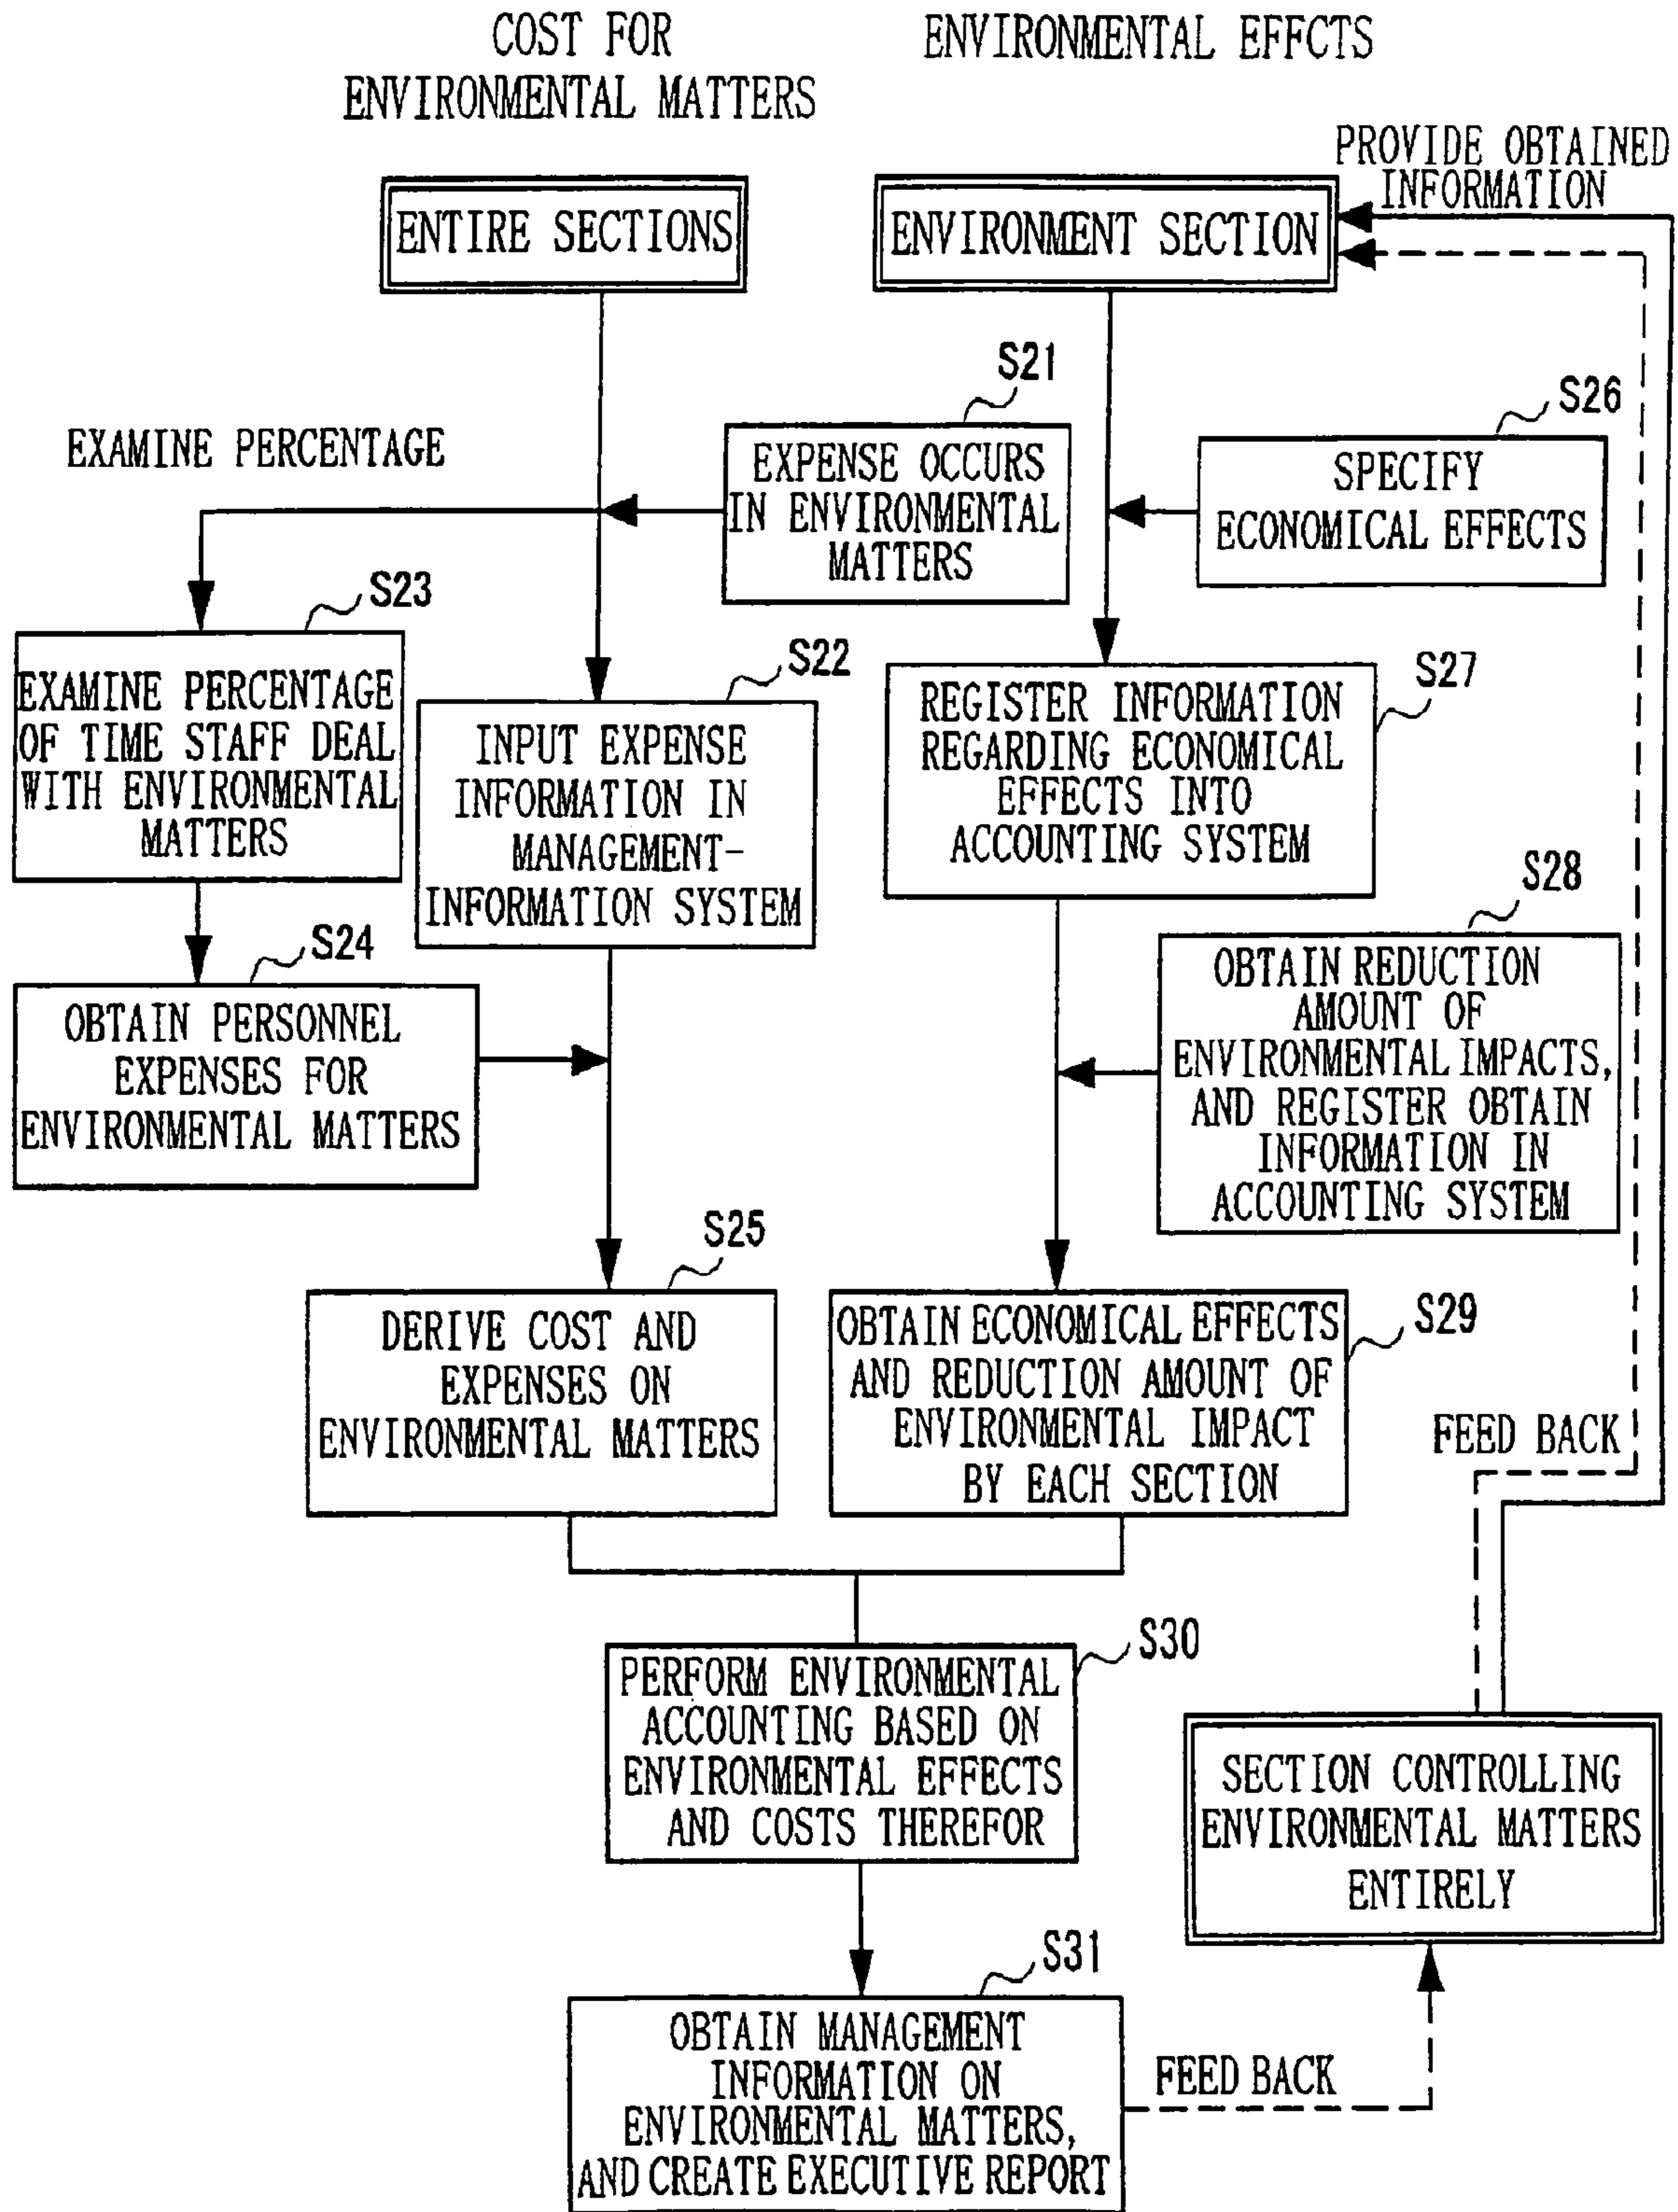 COST FOR
ENVIRONMENTAL MATTERS
ENVIRONMENTAL EFFCTS
PROVIDE OBTAINED
INFORMATION
ENTIRE SECTIONS
ENVIRONMENT SECTION
S21
S26
EXAMINE PERCENTAGE
EXPENSE OCCURS
IN ENVIRONMENTAL
MATTERS
SPECIFY
ECONOMICAL EFFECTS
S23
EXAMINE PERCENTAGE
OF TIME STAFF DEAL
WITH ENVIRONMENTAL
MATTERS
S22
INPUT EXPENSE
INFORMATION IN
MANAGEMENT-
INFORMATION SYSTEM
S27
REGISTER INFORMATION
REGARDING ECONOMICAL
EFFECTS INTO
ACCOUNTING SYSTEM
S24
OBTAIN PERSONNEL
EXPENSES FOR
ENVIRONMENTAL MATTERS
S28
OBTAIN REDUCTION
AMOUNT OF
ENVIRONMENTAL IMPACTS,
AND REGISTER OBTAIN
INFORMATION IN
ACCOUNTING SYSTEM
S25
DERIVE COST AND
EXPENSES ON
ENVIRONMENTAL MATTERS
S29
OBTAIN ECONOMICAL EFFECTS
AND REDUCTION AMOUNT OF
ENVIRONMENTAL IMPACT
BY EACH SECTION
FEED BACK
S30
PERFORM ENVIRONMENTAL
ACCOUNTING BASED ON
ENVIRONMENTAL EFFECTS
AND COSTS THEREFOR
SECTION CONTROLLING
ENVIRONMENTAL MATTERS
ENTIRELY
S31
OBTAIN MANAGEMENT
INFORMATION ON
ENVIRONMENTAL MATTERS,
AND CREATE EXECUTIVE REPORT
FEED BACK